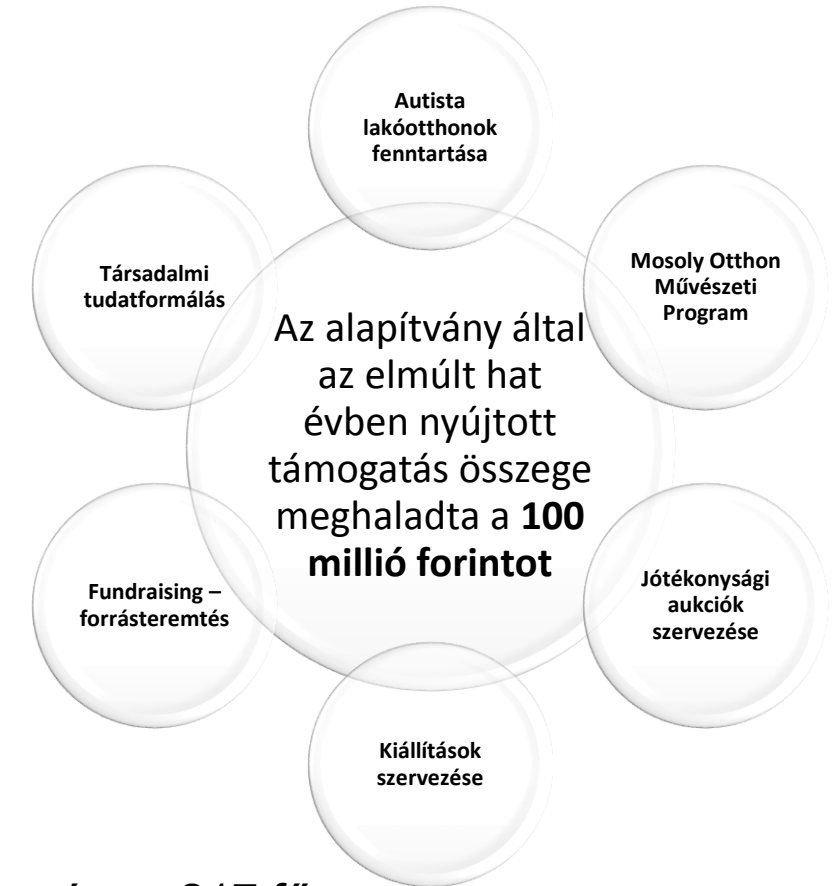 Autista
lakóotthonok
fenntartása
Mosoly Otthon
Művészeti
Program
Jótékonysági
aukciók
szervezése
Kiállítások
szervezése
Fundraising –
forrásteremtés
Társadalmi
tudatformálás
Az alapítvány által
az elmúlt hat
évben nyújtott
támogatás összege
meghaladta a 100
millió forintot